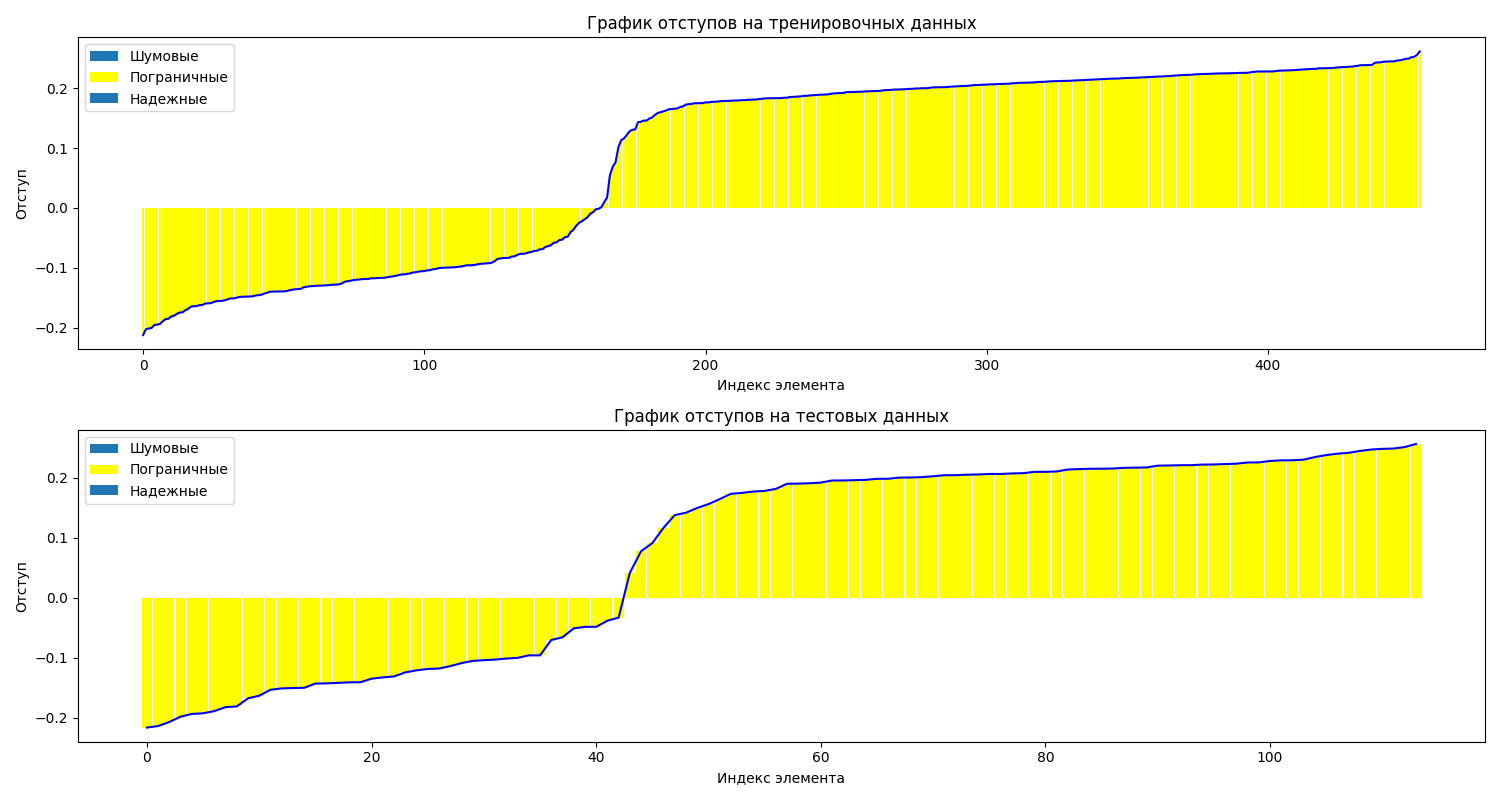 График отступов на тренировочных данных
Шумовые
Пограничные
Надежные
Отступ
0.2
0.1
0.0
−0.1
−0.2
0 100 200 300 400
Индекс элемента
График отступов на тестовых данных
Шумовые
Пограничные
Надежные
Отступ
0.2
0.1
0.0
−0.1
−0.2
0 20 40 60 80 100
Индекс элемента